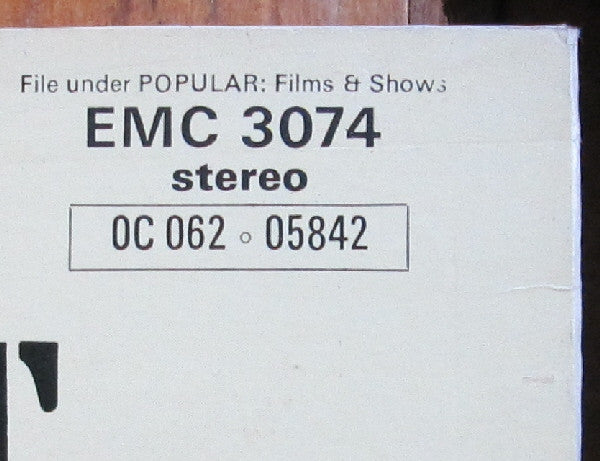 File under POPULAR: Films & Shows
EMC 3074
stereo
0C 062 ○ 05842